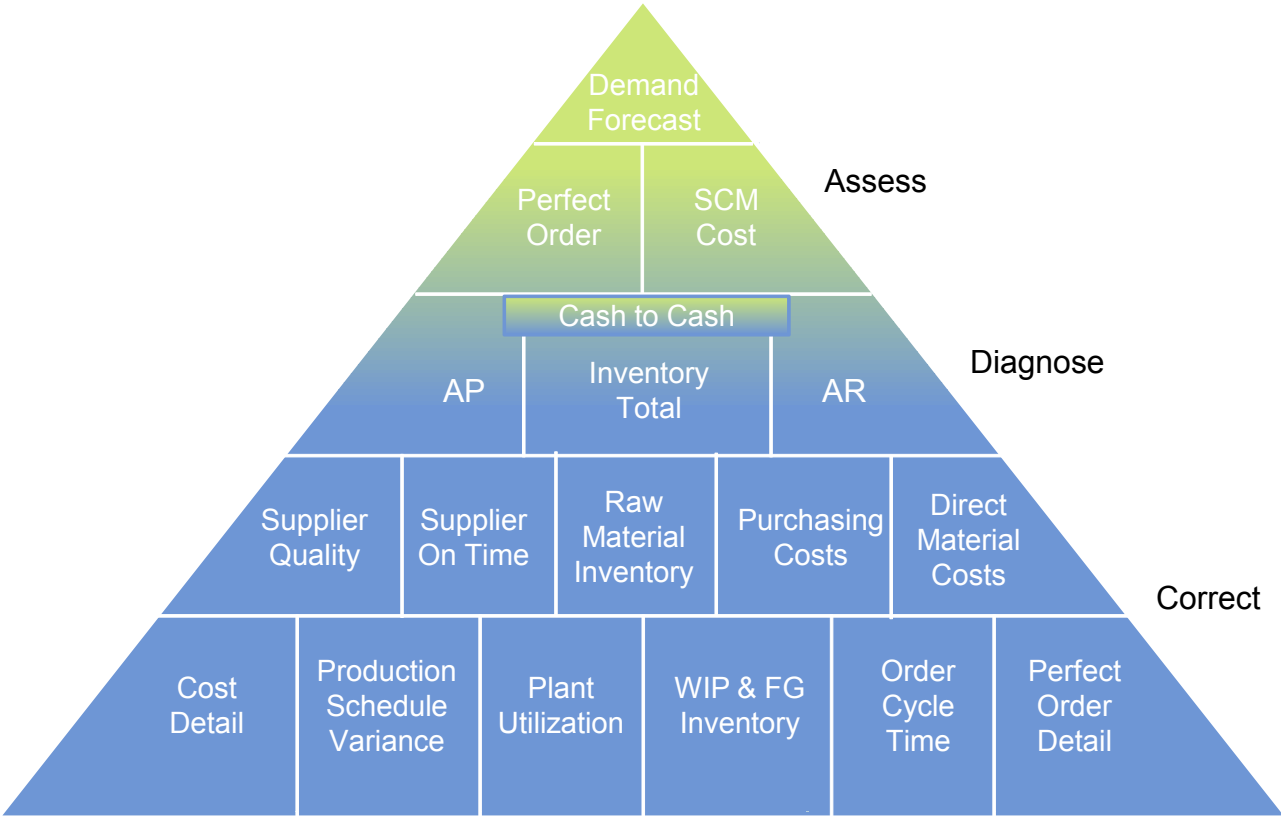 Demand
Forecast
Perfect
Order
SCM
Cost
Assess
Cash to Cash
AP
Inventory
Total
AR
Diagnose
Supplier
Quality
Supplier
On Time
Raw
Material
Inventory
Purchasing
Costs
Direct
Material
Costs
Correct
Cost
Detail
Production
Schedule
Variance
Plant
Utilization
WIP & FG
Inventory
Order
Cycle
Time
Perfect
Order
Detail